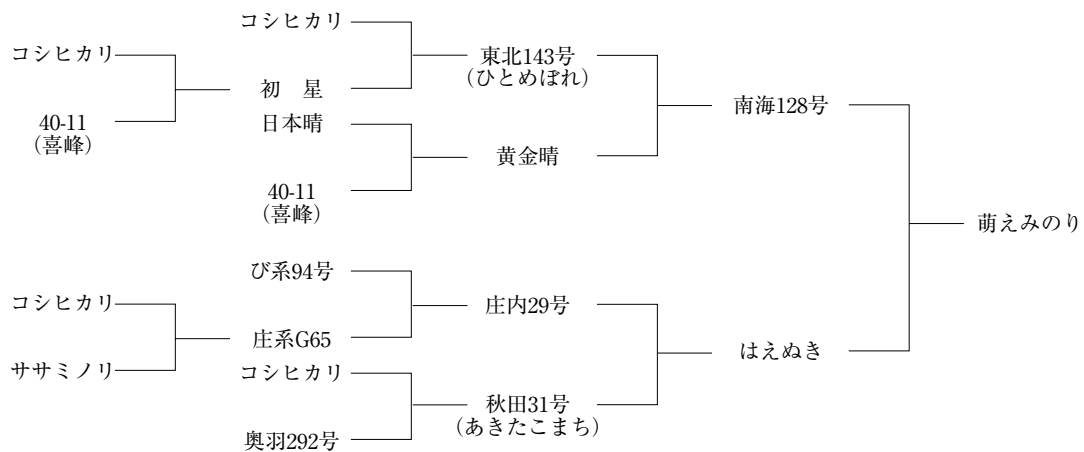 コシヒカリ
コシヒカリ
東北143号
(ひとめぼれ)
初　星
40-11
(喜峰)
南海128号
日本晴
黄金晴
40-11
(喜峰)
萌えみのり
び系94号
コシヒカリ
庄内29号
庄系G65
はえぬき
ササミノリ
コシヒカリ
秋田31号
(あきたこまち)
奥羽292号